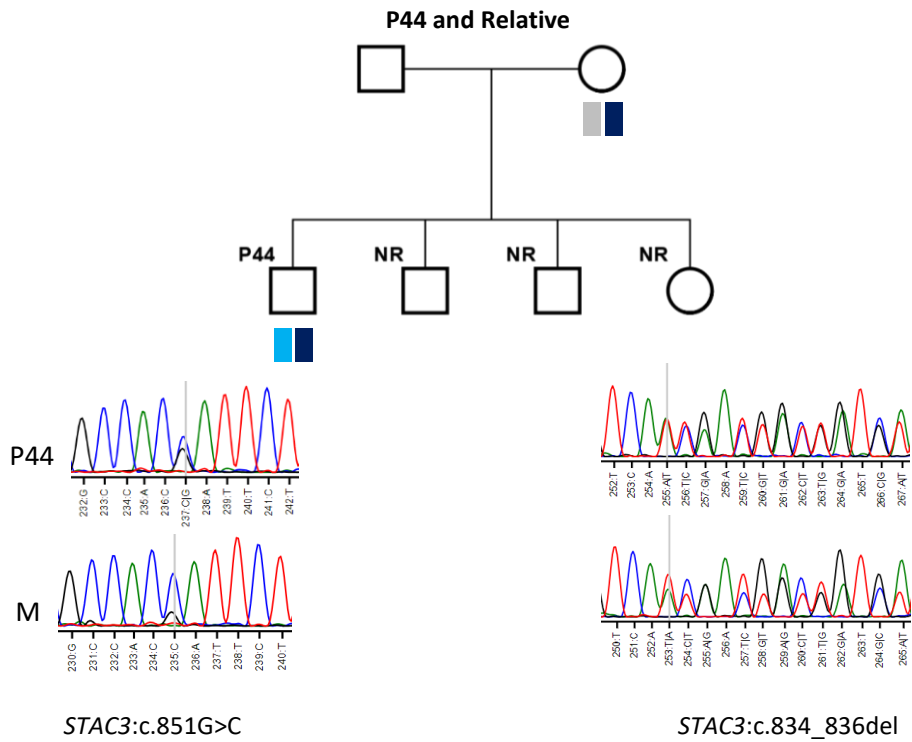 P44 and Relative
P44
NR
NR
NR
P44
232:G
233:C
234:C
235:A
236:C
237:C|G
238:A
239:T
240:T
241:C
242:T
252:T
253:C
254:A
255:A|T
256:T|C
257:G|A
258:A
259:T|C
260:G|T
261:G|A
262:C|T
263:T|G
264:G|A
265:T
266:C|G
267:A|T
M
230:G
231:C
232:C
233:A
234:C
235:C
236:A
237:T
238:T
239:C
240:T
250:T
251:C
252:A
253:T|A
254:C|T
255:A|G
256:A
257:T|C
258:G|T
259:A|G
260:C|T
261:T|G
262:G|A
263:T
264:G|C
265:A|T
STAC3:c.851G>C
STAC3:c.834_836del